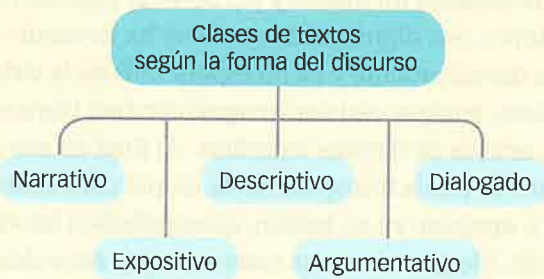 Clases de textos
según la forma del discurso
Narrativo
Descriptivo
Dialogado
Expositivo
Argumentativo